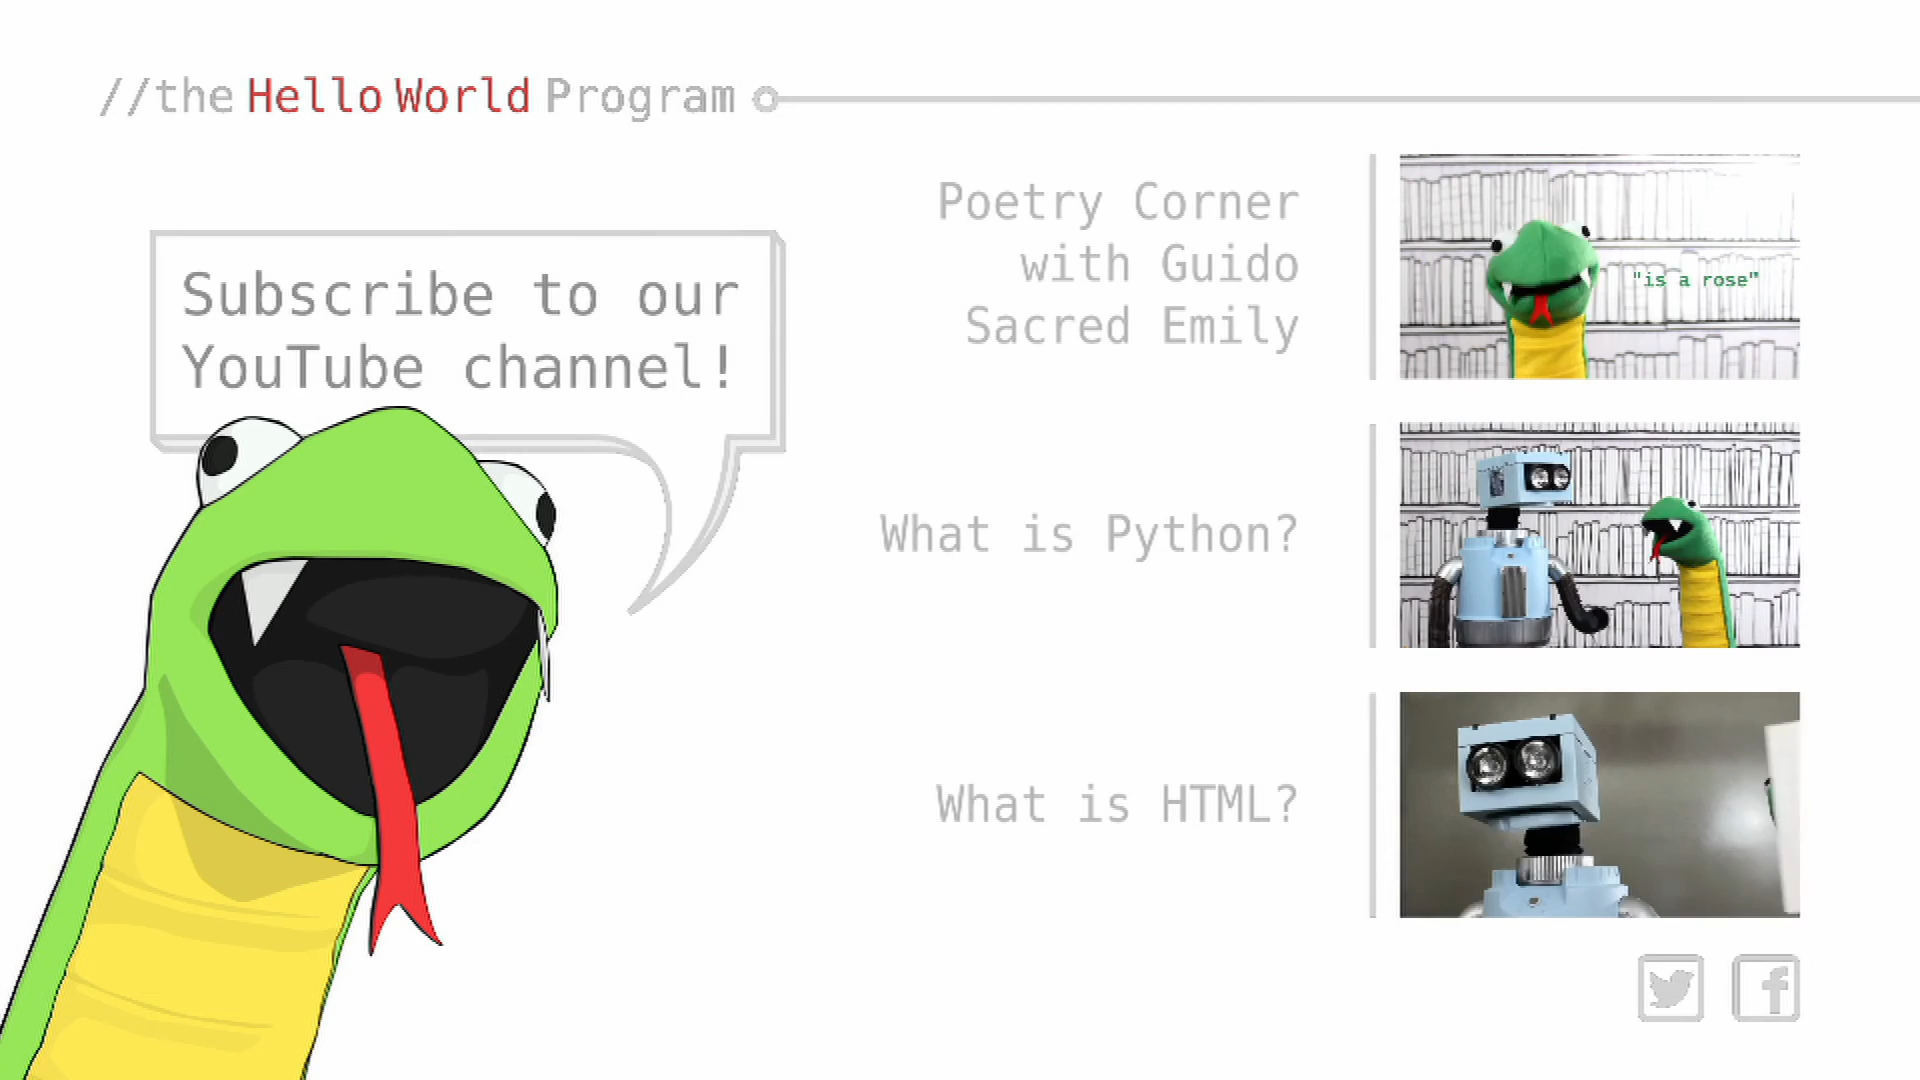 //the Hello World Program
Subscribe to our
YouTube channel!
Poetry Corner
with Guido
Sacred Emily
"is a rose"
What is Python?
What is HTML?